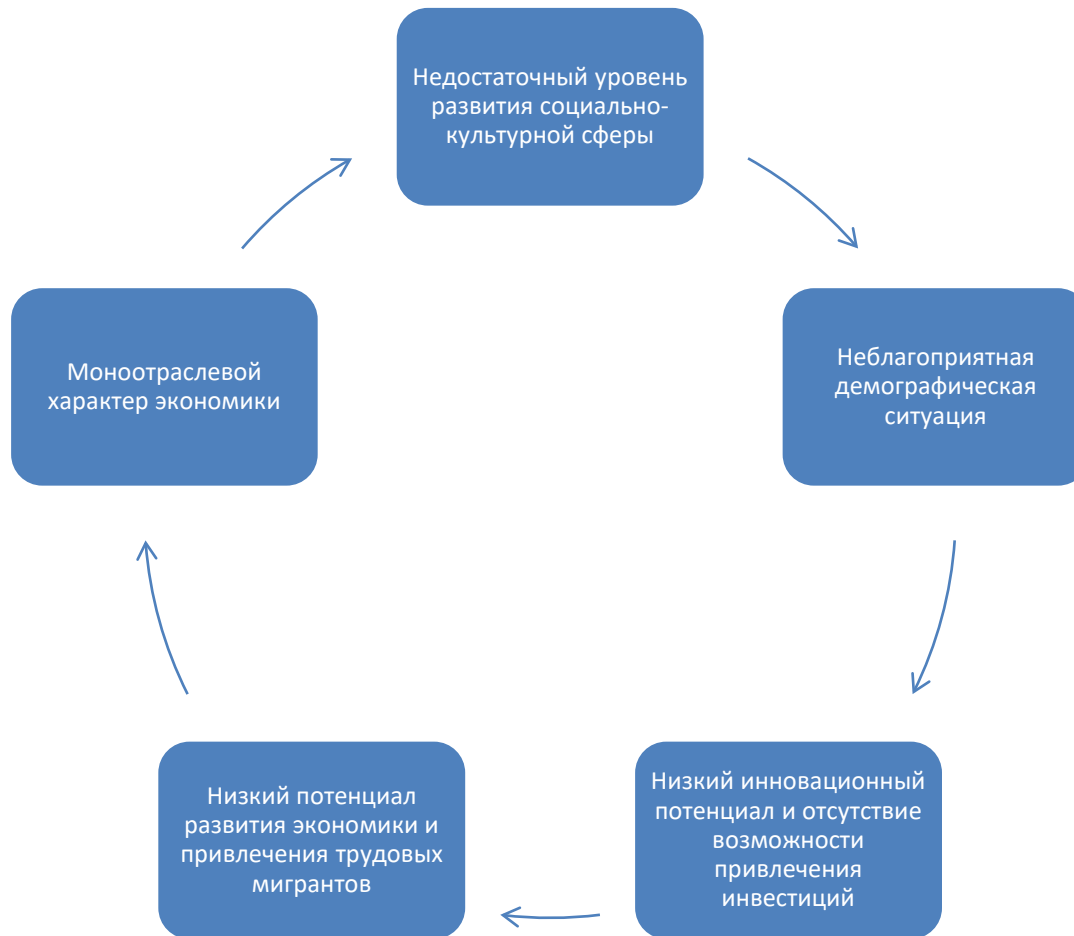 Недостаточный уровень
развития социально-
культурной сферы
Неблагоприятная
демографическая
ситуация
Низкий инновационный
потенциал и отсутствие
возможности
привлечения
инвестиций
Низкий потенциал
развития экономики и
привлечения трудовых
мигрантов
Моноотраслевой
характер экономики